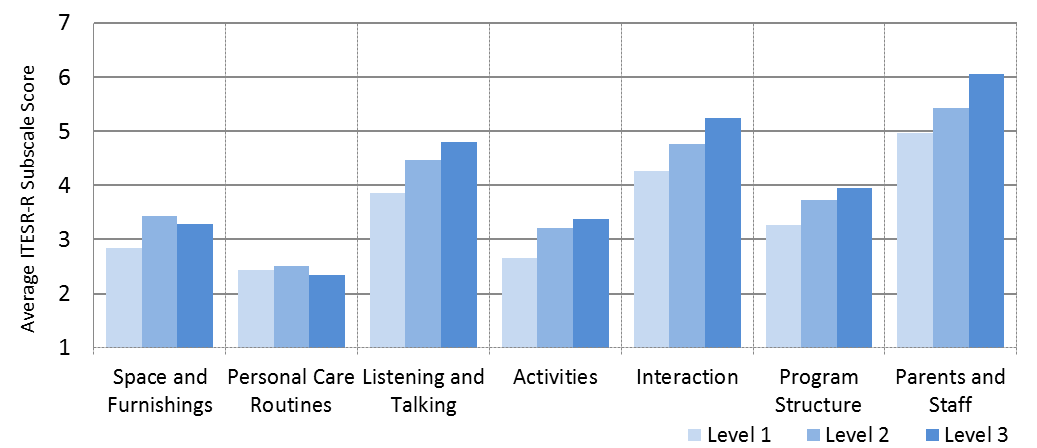 7
6
5
4
3
2
1
Average ITESR-R Subscale Score
Space and
Furnishings
Personal Care
Routines
Listening and
Talking
Activities
Interaction
Program
Structure
Parents and
Staff
Level 1
Level 2
Level 3